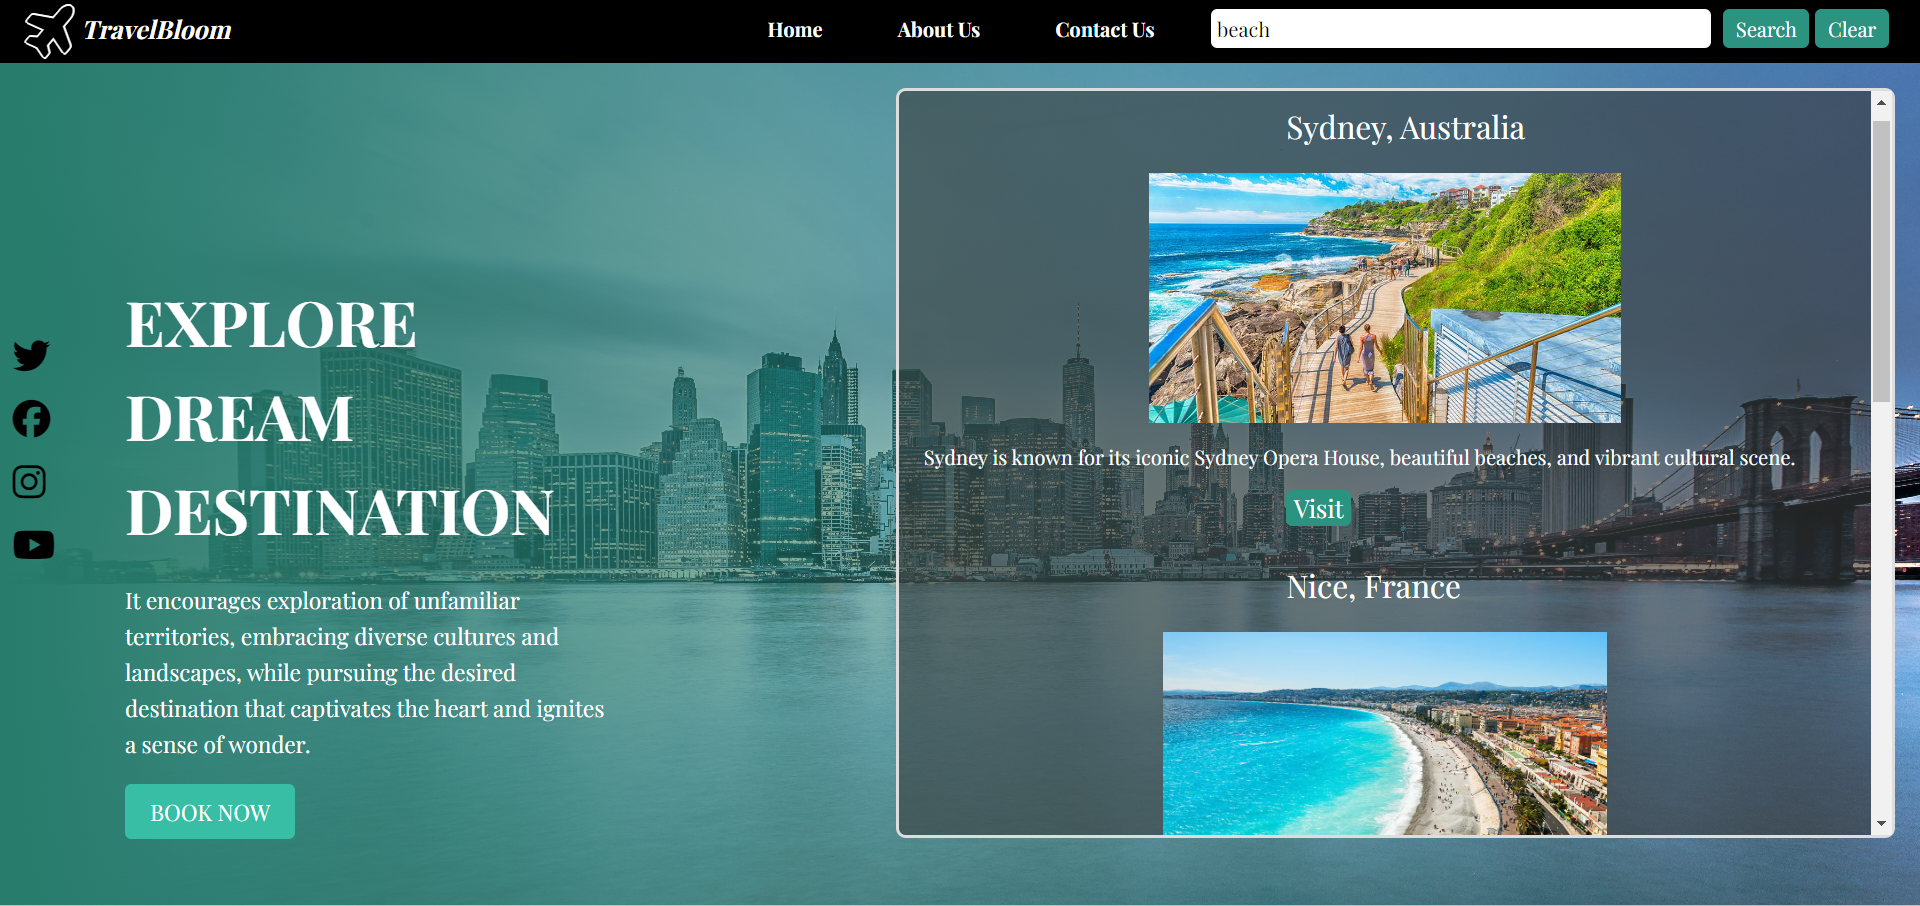 TravelBloom
Home
About Us
Contact Us
beach
Search
Clear
EXPLORE
DREAM
DESTINATION
It encourages exploration of unfamiliar
territories, embracing diverse cultures and
landscapes, while pursuing the desired
destination that captivates the heart and ignites
a sense of wonder.
BOOK NOW
Sydney, Australia
Sydney is known for its iconic Sydney Opera House, beautiful beaches, and vibrant cultural scene.
Visit
Nice, France